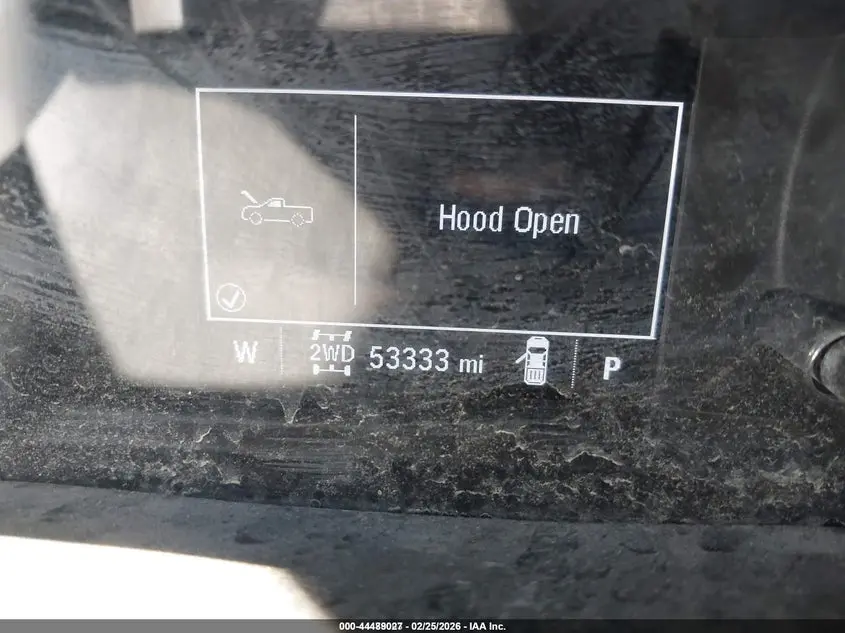 Hood Open
W 2WD 53333 mi P
000-44489027 - 02/25/2026 - IAA Inc.